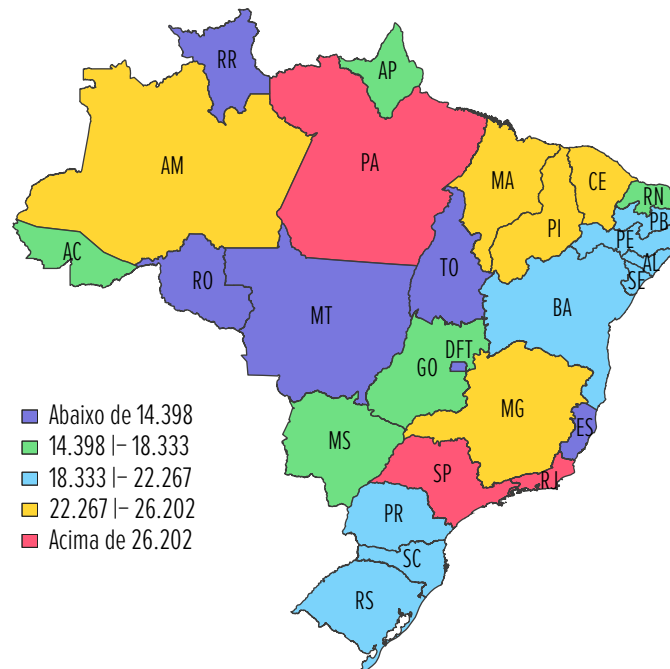 RR
AP
AM
PA
MA
CE
RN
PB
PI
PE
AL
SE
AC
RO
TO
BA
MT
DFT
GO
MG
ES
MS
SP
RJ
PR
SC
RS
Abaixo de 14.398
14.398 |– 18.333
18.333 |– 22.267
22.267 |– 26.202
Acima de 26.202